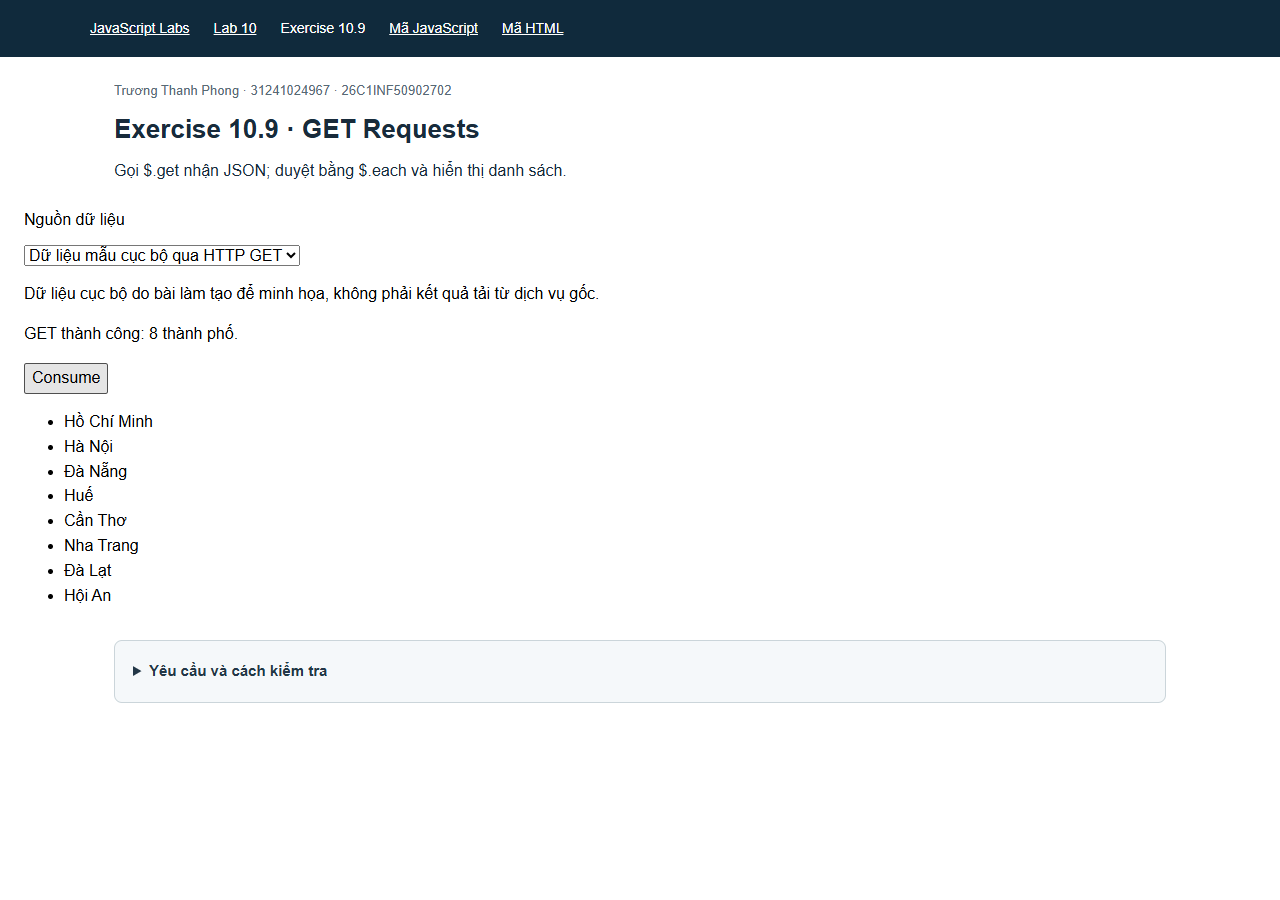 JavaScript Labs Lab 10 Exercise 10.9 Mã JavaScript Mã HTML
Trương Thanh Phong · 31241024967 · 26C1INF50902702
Exercise 10.9 · GET Requests
Gọi $.get nhận JSON; duyệt bằng $.each và hiển thị danh sách.
Nguồn dữ liệu
Dữ liệu mẫu cục bộ qua HTTP GET
Dữ liệu cục bộ do bài làm tạo để minh họa, không phải kết quả tải từ dịch vụ gốc.
GET thành công: 8 thành phố.
Consume
Hồ Chí Minh
Hà Nội
Đà Nẵng
Huế
Cần Thơ
Nha Trang
Đà Lạt
Hội An
Yêu cầu và cách kiểm tra